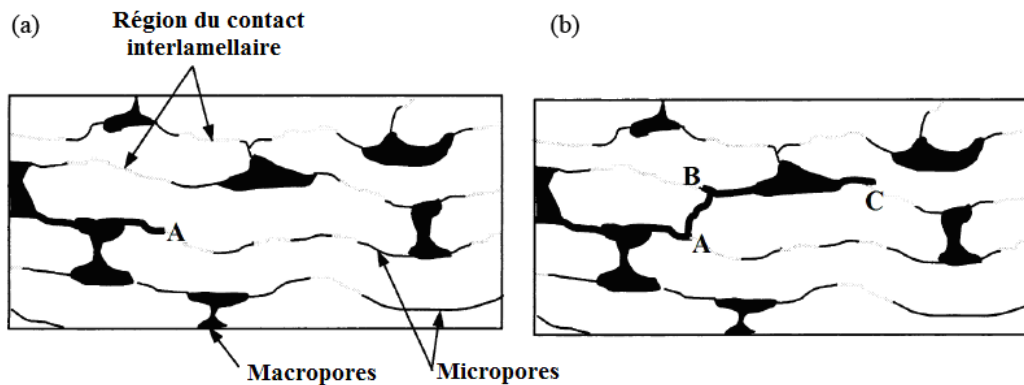 (a)
Région du contact
interlamellaire
A
Macropores
Micropores
(b)
B
C
A